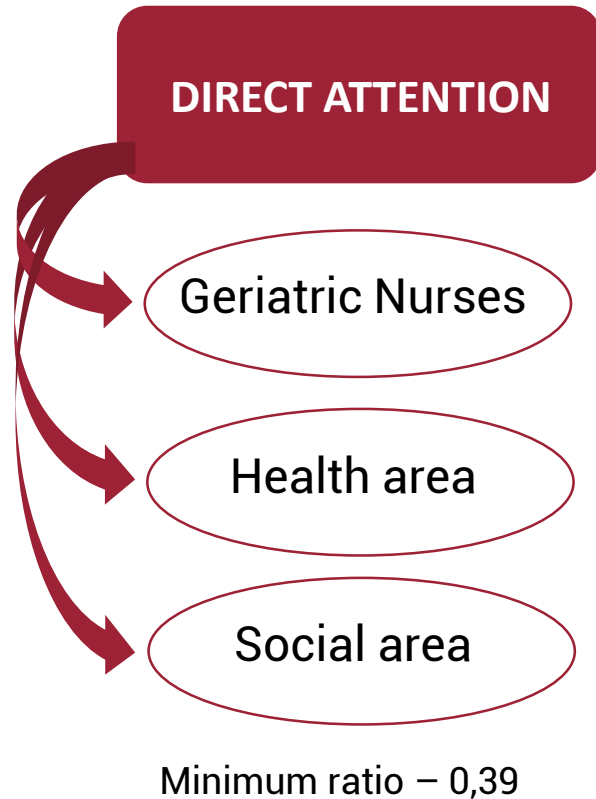 DIRECT ATTENTION
Geriatric Nurses
Health area
Social area
Minimum ratio – 0,39